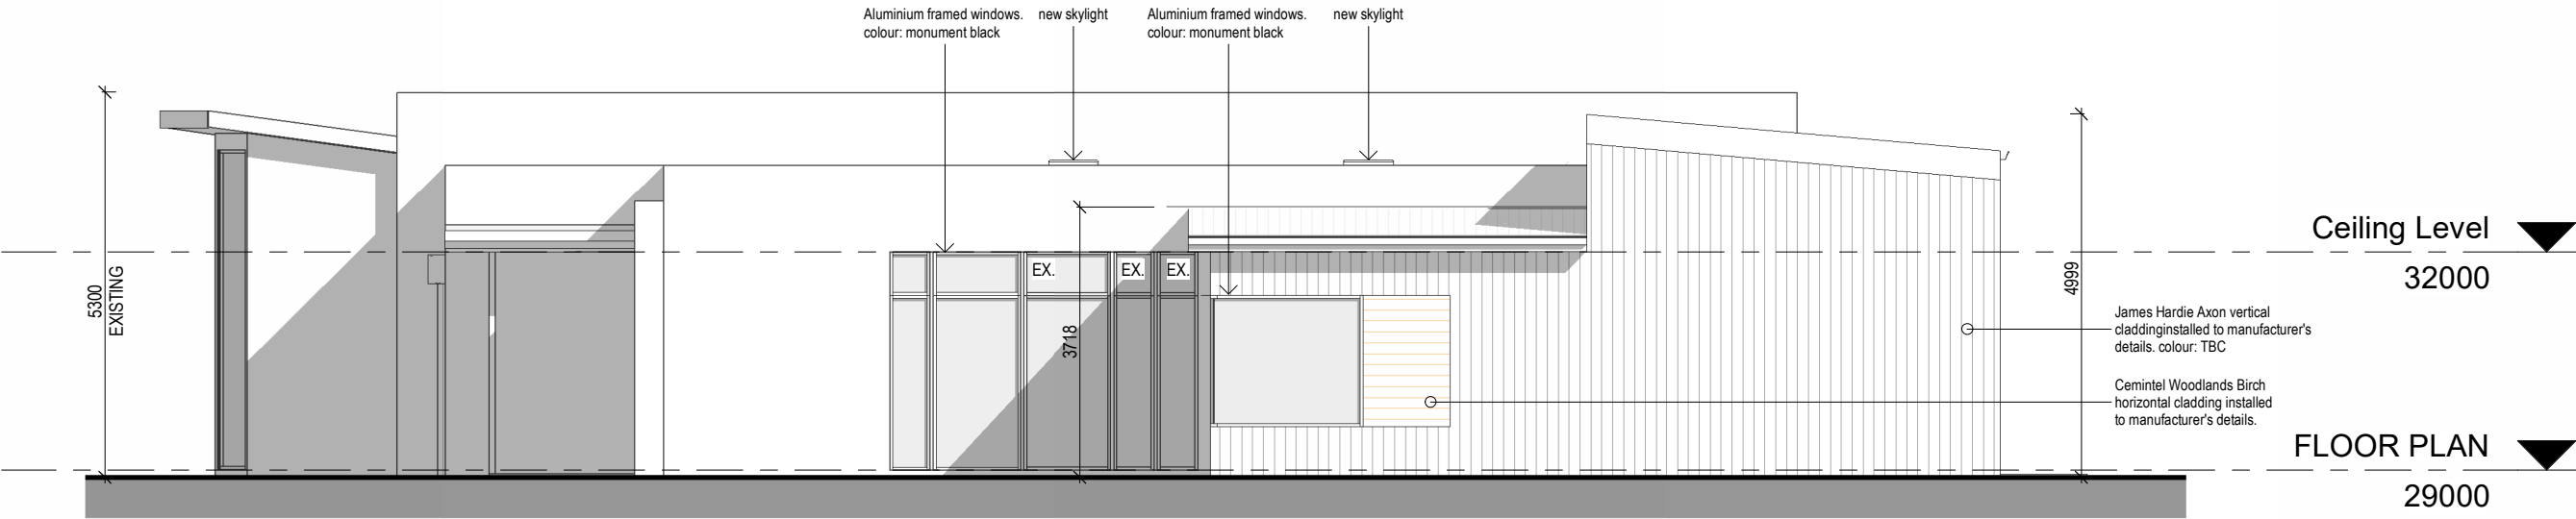 Aluminium framed windows.
colour: monument black
new skylight
Aluminium framed windows.
colour: monument black
new skylight
5300
EXISTING
EX.
EX.
EX.
3718
4999
Ceiling Level
32000
James Hardie Axon vertical
claddinginstalled to manufacturer's
details. colour: TBC
Cemintel Woodlands Birch
horizontal cladding installed
to manufacturer's details.
FLOOR PLAN
29000